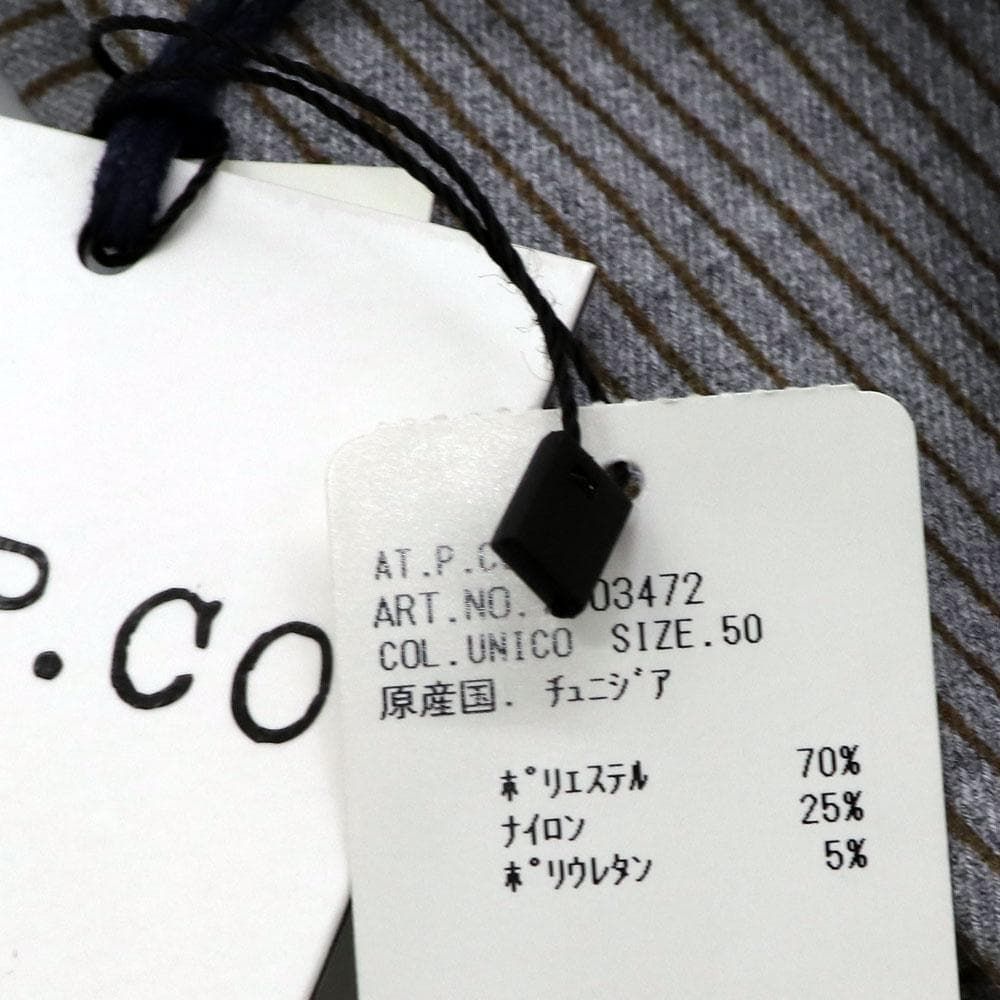 P.CO
AT.P.C
ART.NO. 03472
COL.UNICO SIZE.50
原産国. ﾁｭﾆｼﾞｱ
ﾎﾟﾘｴｽﾃﾙ 70%
ﾅｲﾛﾝ 25%
ﾎﾟﾘｳﾚﾀﾝ 5%